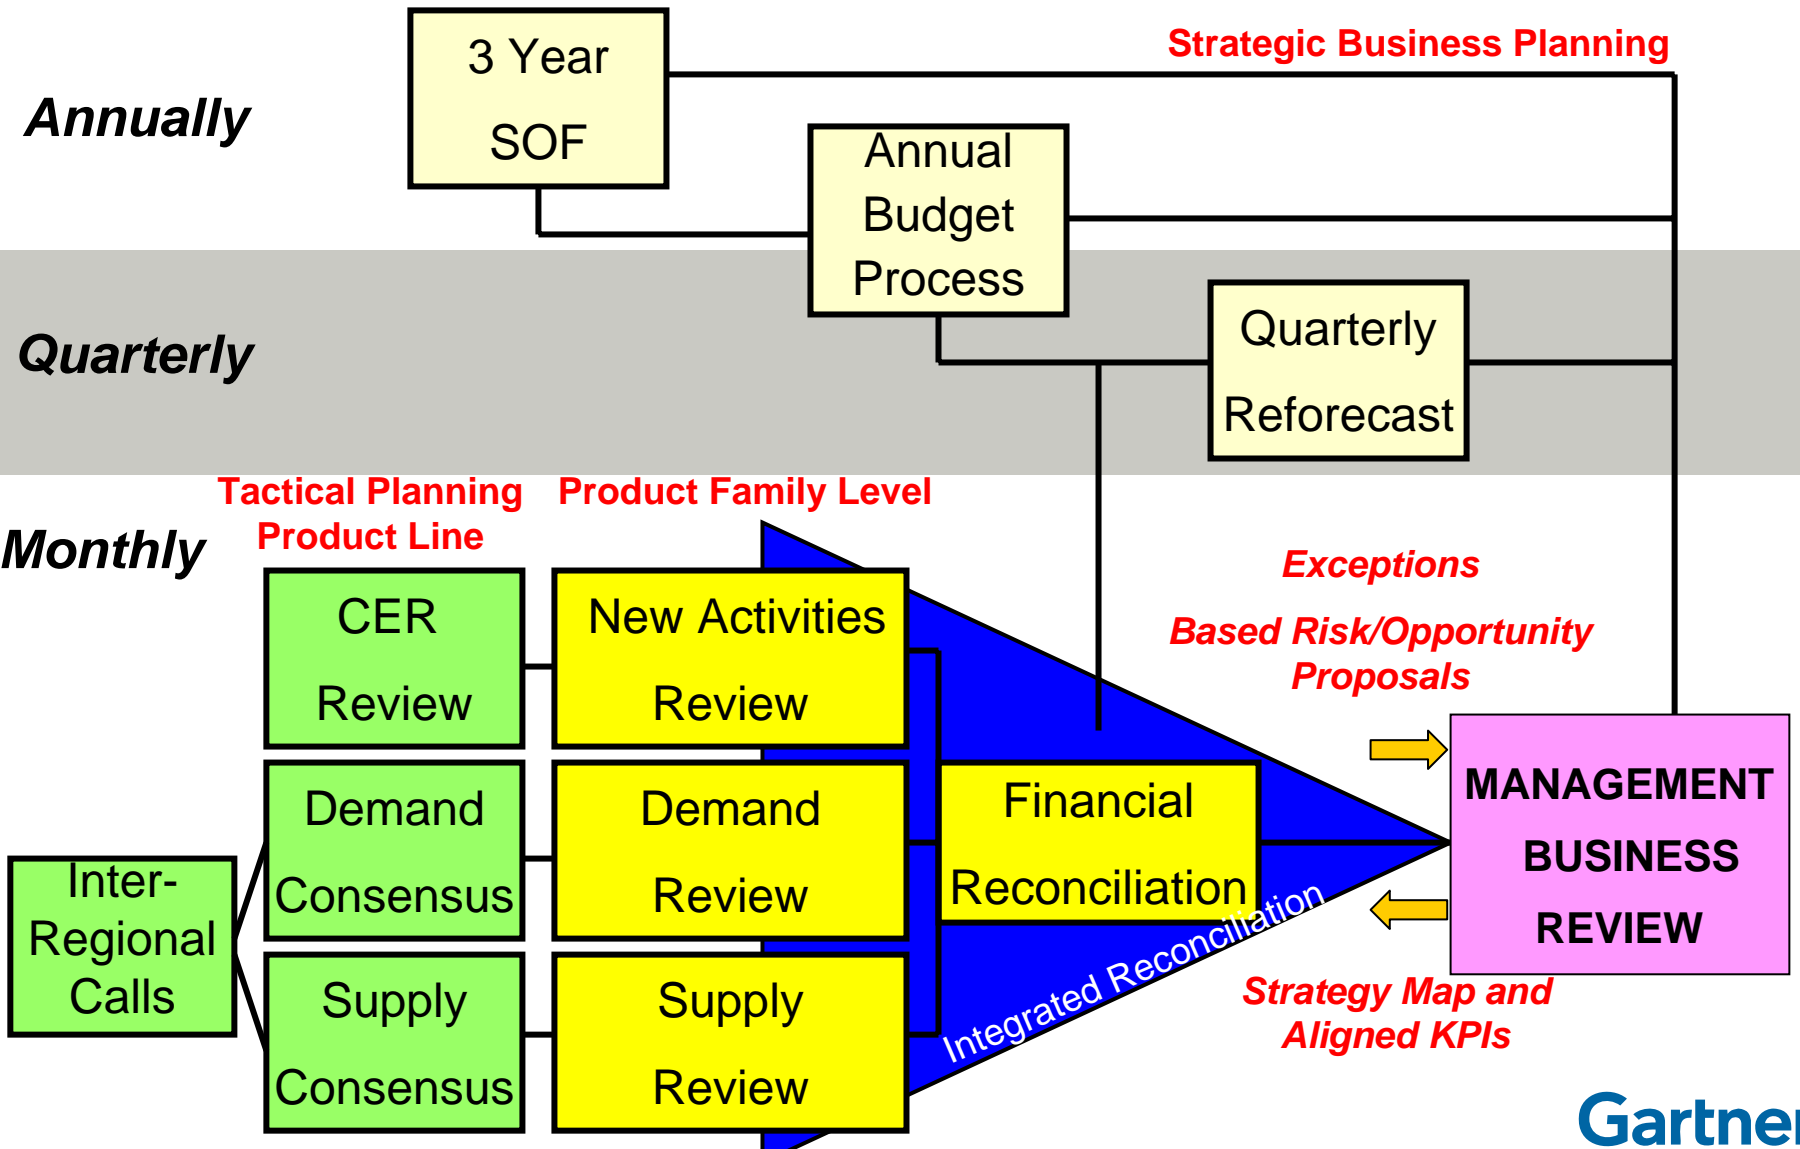 3 Year
SOF
Strategic Business Planning
Annually
Annual
Budget
Process
Quarterly
Quarterly
Reforecast
Tactical Planning
Product Line
Product Family Level
Monthly
Exceptions
Based Risk/Opportunity
Proposals
CER
Review
New Activities
Review
Demand
Consensus
Demand
Review
Financial
Reconciliation
MANAGEMENT
BUSINESS
REVIEW
Inter-
Regional
Calls
Supply
Consensus
Supply
Review
Integrated Reconciliation
Strategy Map and
Aligned KPIs
Gartner